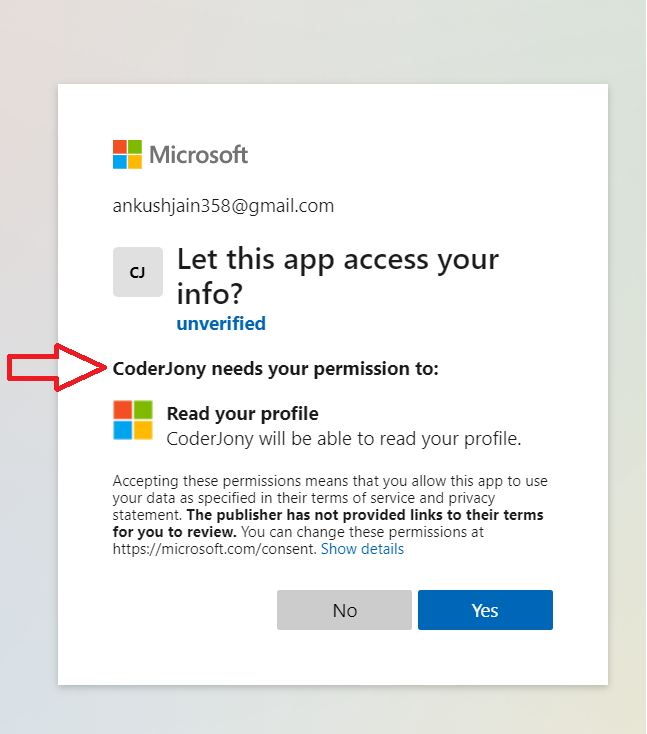 Microsoft
ankushjain358@gmail.com
CJ
Let this app access your
info?
unverified
CoderJony needs your permission to:
Read your profile
CoderJony will be able to read your profile.
Accepting these permissions means that you allow this app to use
your data as specified in their terms of service and privacy
statement. The publisher has not provided links to their terms
for you to review. You can change these permissions at
https://microsoft.com/consent. Show details
No
Yes